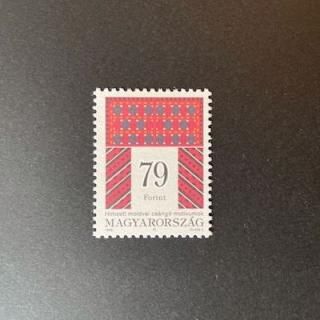 79
Forint
Hímzett moldvai csángó motívumok
MAGYARORSZÁG